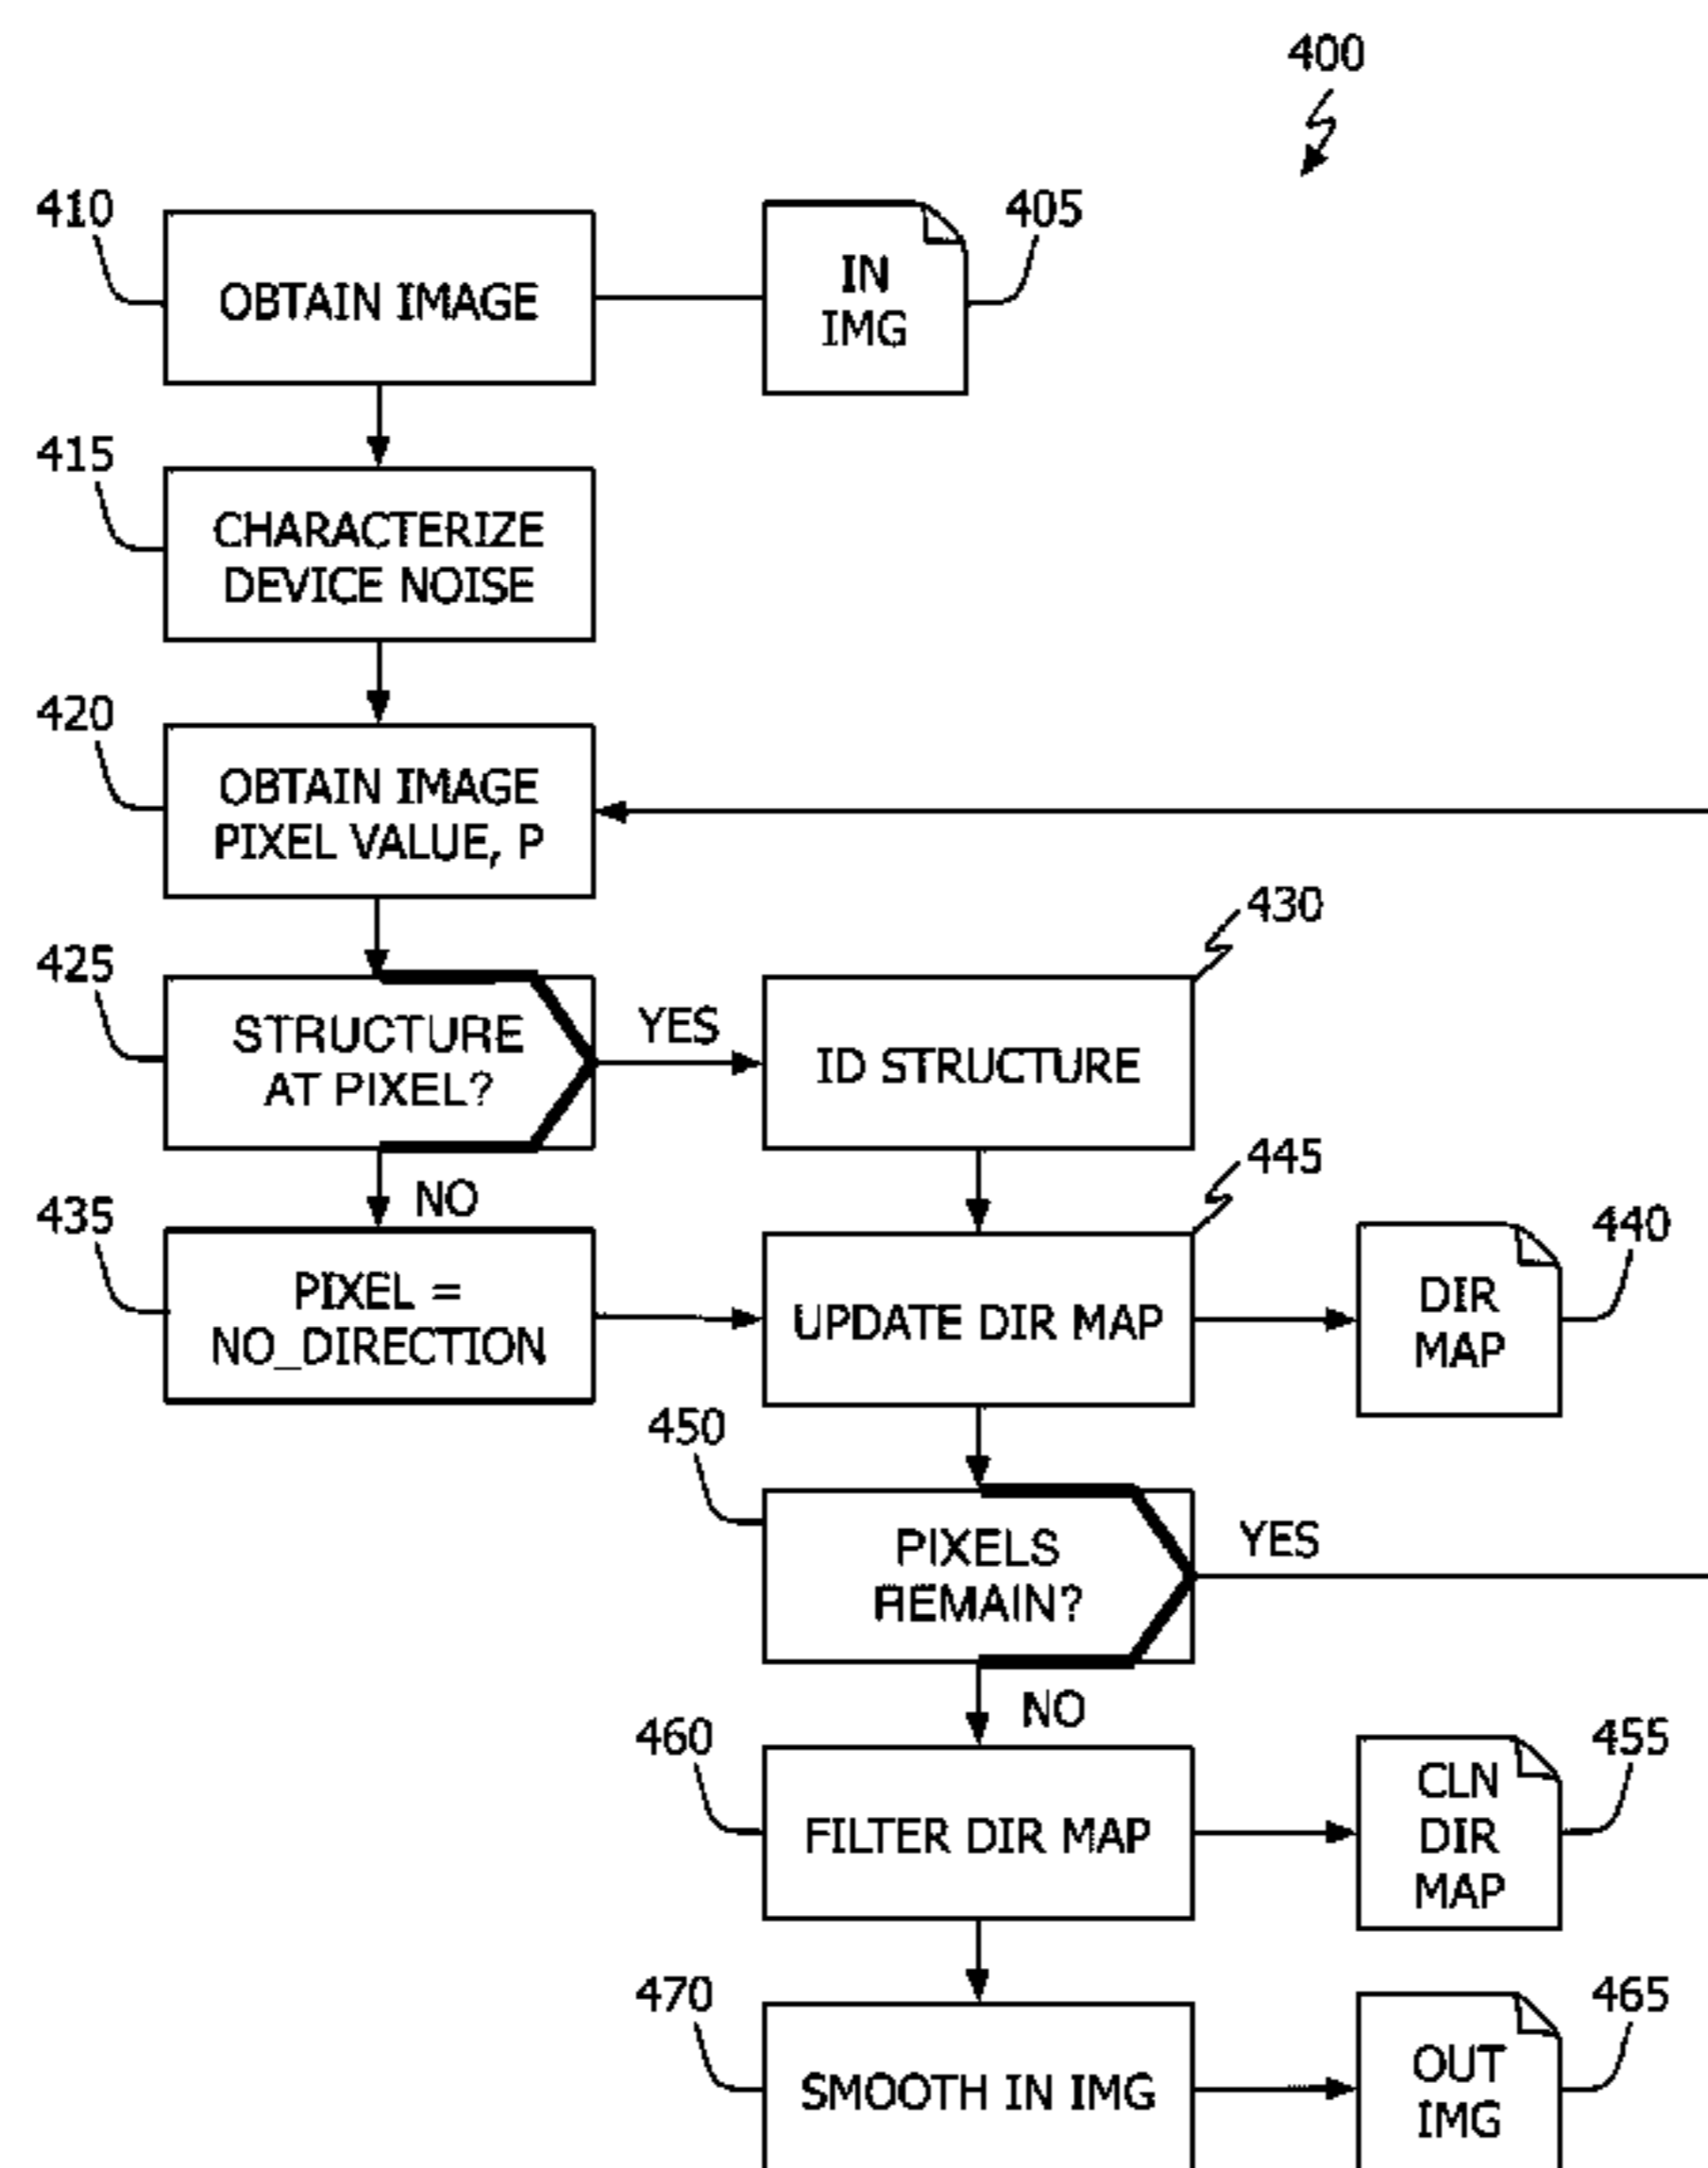 400
410
OBTAIN IMAGE
IN
IMG
405
415
CHARACTERIZE
DEVICE NOISE
420
OBTAIN IMAGE
PIXEL VALUE, P
425
STRUCTURE
AT PIXEL?
YES
430
ID STRUCTURE
NO
435
PIXEL =
NO_DIRECTION
445
UPDATE DIR MAP
440
DIR
MAP
450
PIXELS
REMAIN?
YES
NO
460
FILTER DIR MAP
455
CLN
DIR
MAP
470
SMOOTH IN IMG
465
OUT
IMG